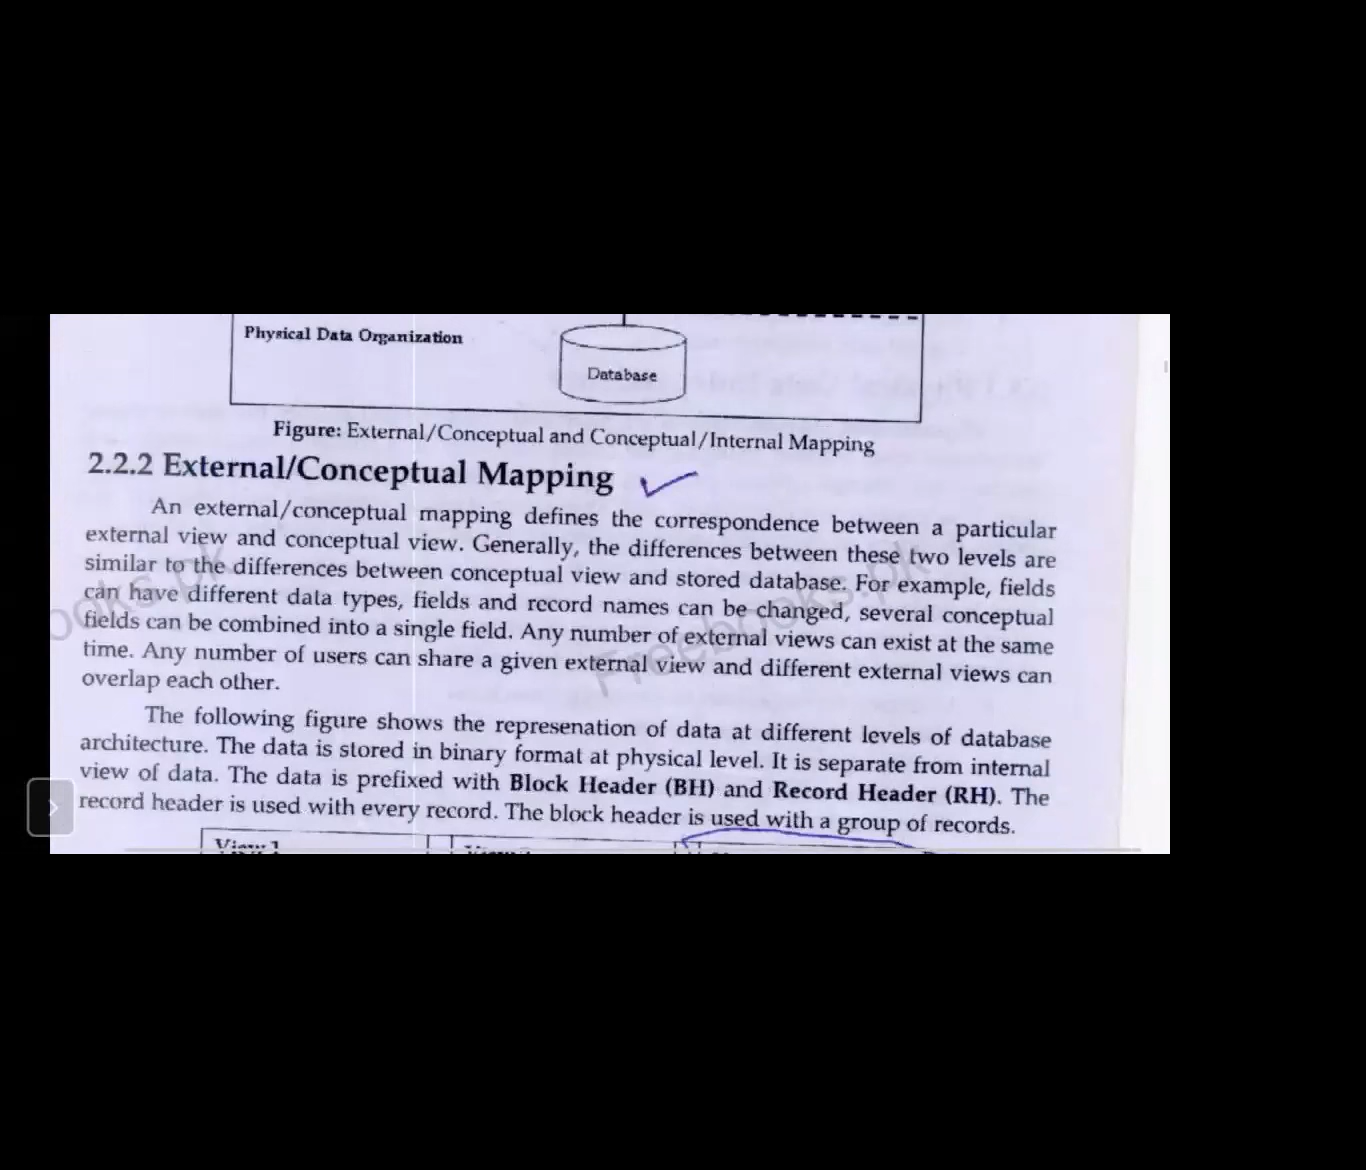 Physical Data Organization
Database
Figure: External/Conceptual and Conceptual/Internal Mapping
2.2.2 External/Conceptual Mapping
An external/conceptual mapping defines the correspondence between a particular
external view and conceptual view. Generally, the differences between these two levels are
similar to the differences between conceptual view and stored database. For example, fields
can have different data types, fields and record names can be changed, several conceptual
fields can be combined into a single field. Any number of external views can exist at the same
time. Any number of users can share a given external view and different external views can
overlap each other.
The following figure shows the represenation of data at different levels of database
architecture. The data is stored in binary format at physical level. It is separate from internal
view of data. The data is prefixed with Block Header (BH) and Record Header (RH). The
record header is used with every record. The block header is used with a group of records.
View 1
ooks.pk
Freebooks.pk